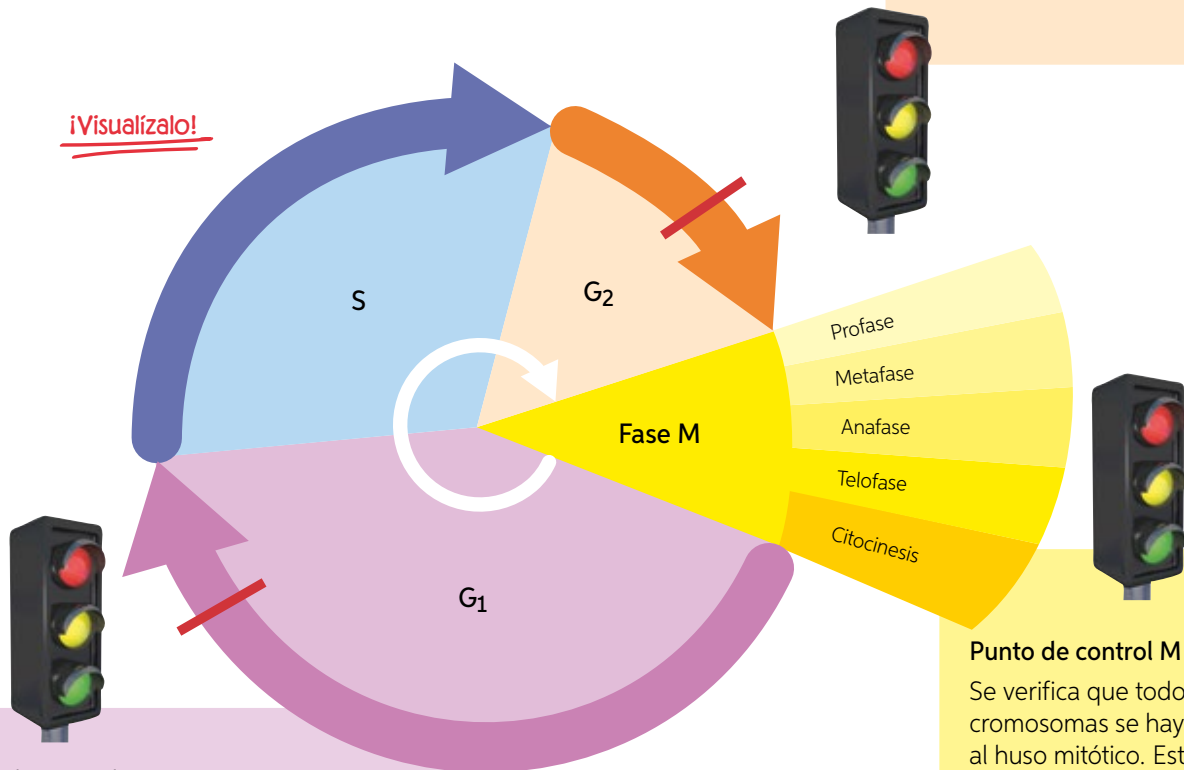 ¡Visualízalo!
S
G2
Profase
Metafase
Fase M
Anafase
Telofase
Citocinesis
G1
Punto de control M
Se verifica que todo
cromosomas se hay
al huso mitótico. Est